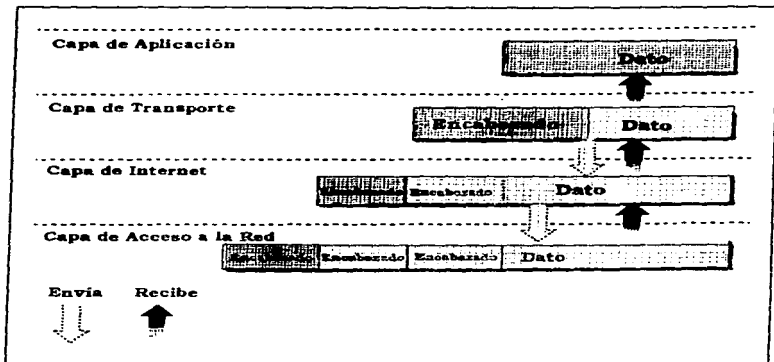 Capa de Aplicación
Dato
Capa de Transporte
Encabezado Dato
Capa de Internet
Encabezado Dato
Capa de Acceso a la Red
Encabezado Encabezado Dato
Envía Recibe